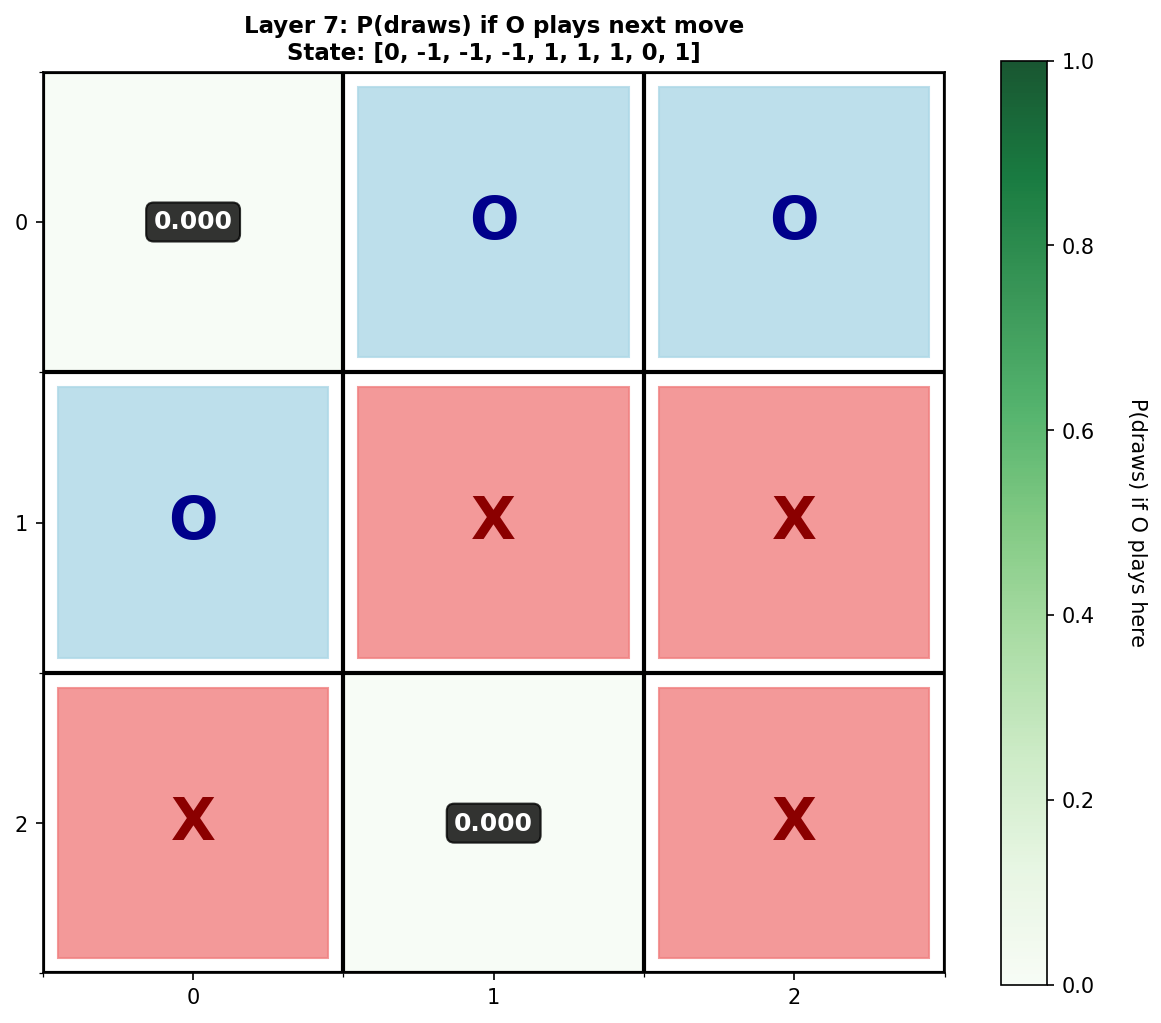 Layer 7: P(draws) if O plays next move
State: [0, -1, -1, -1, 1, 1, 1, 0, 1]
0
0.000
O
O
1
O
X
X
2
X
0.000
X
0
1
2
1.0
0.8
0.6
0.4
0.2
0.0
P(draws) if O plays here